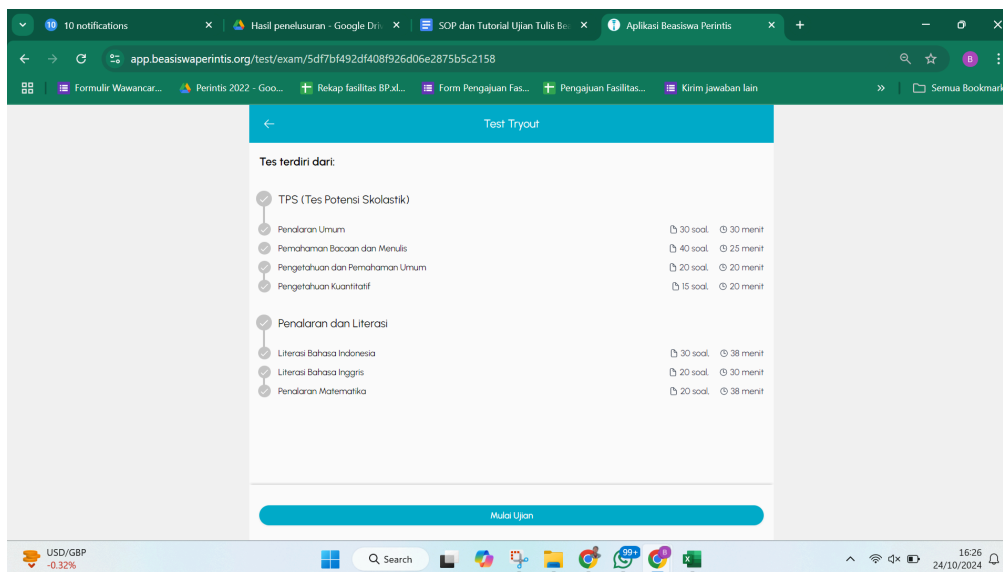 10 10 notifications
Hasil penelusuran - Google Driv
SOP dan Tutorial Ujian Tulis Bea
Aplikasi Beasiswa Perintis
app.beasiswaperintis.org/test/exam/5df7bf492df408f926d06e2875b5c2158
B
Formulir Wawancar...
Perintis 2022 - Goo...
Rekap fasilitas BP.xl...
Form Pengajuan Fas...
Pengajuan Fasilitas...
Kirim jawaban lain
» Semua Bookmark
Test Tryout
Tes terdiri dari:
TPS (Tes Potensi Skolastik)
Penalaran Umum 30 soal, 30 menit
Pemahaman Bacaan dan Menulis 40 soal, 25 menit
Pengetahuan dan Pemahaman Umum 20 soal, 20 menit
Pengetahuan Kuantitatif 15 soal, 20 menit
Penalaran dan Literasi
Literasi Bahasa Indonesia 30 soal, 38 menit
Literasi Bahasa Inggris 20 soal, 30 menit
Penalaran Matematika 20 soal, 38 menit
Mulai Ujian
USD/GBP
-0.32%
Search
99+
16:26
24/10/2024